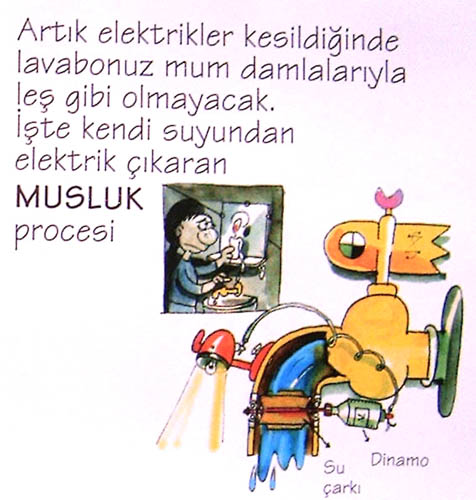 Artık elektrikler kesildiğinde
lavabonuz mum damlalarıyla
leş gibi olmayacak.
İşte kendi suyundan
elektrik çıkaran
MUSLUK
procesi
Su
çarkı
Dinamo